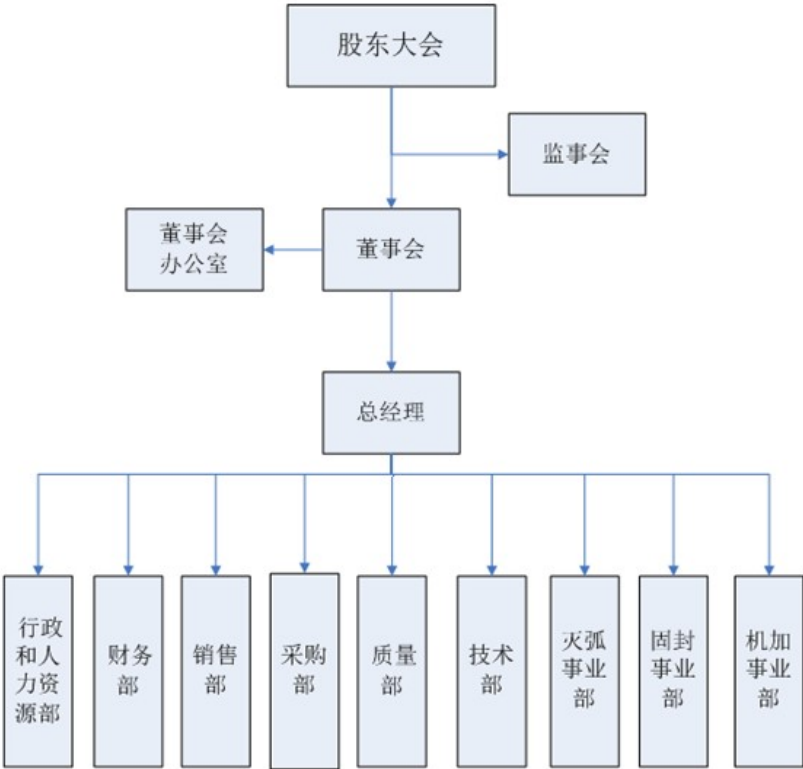 股东大会
监事会
董事会
办公室
董事会
总经理
行政
和人
力资
源部
财务
部
销售
部
采购
部
质量
部
技术
部
灭弧
事业
部
固封
事业
部
机加
事业
部